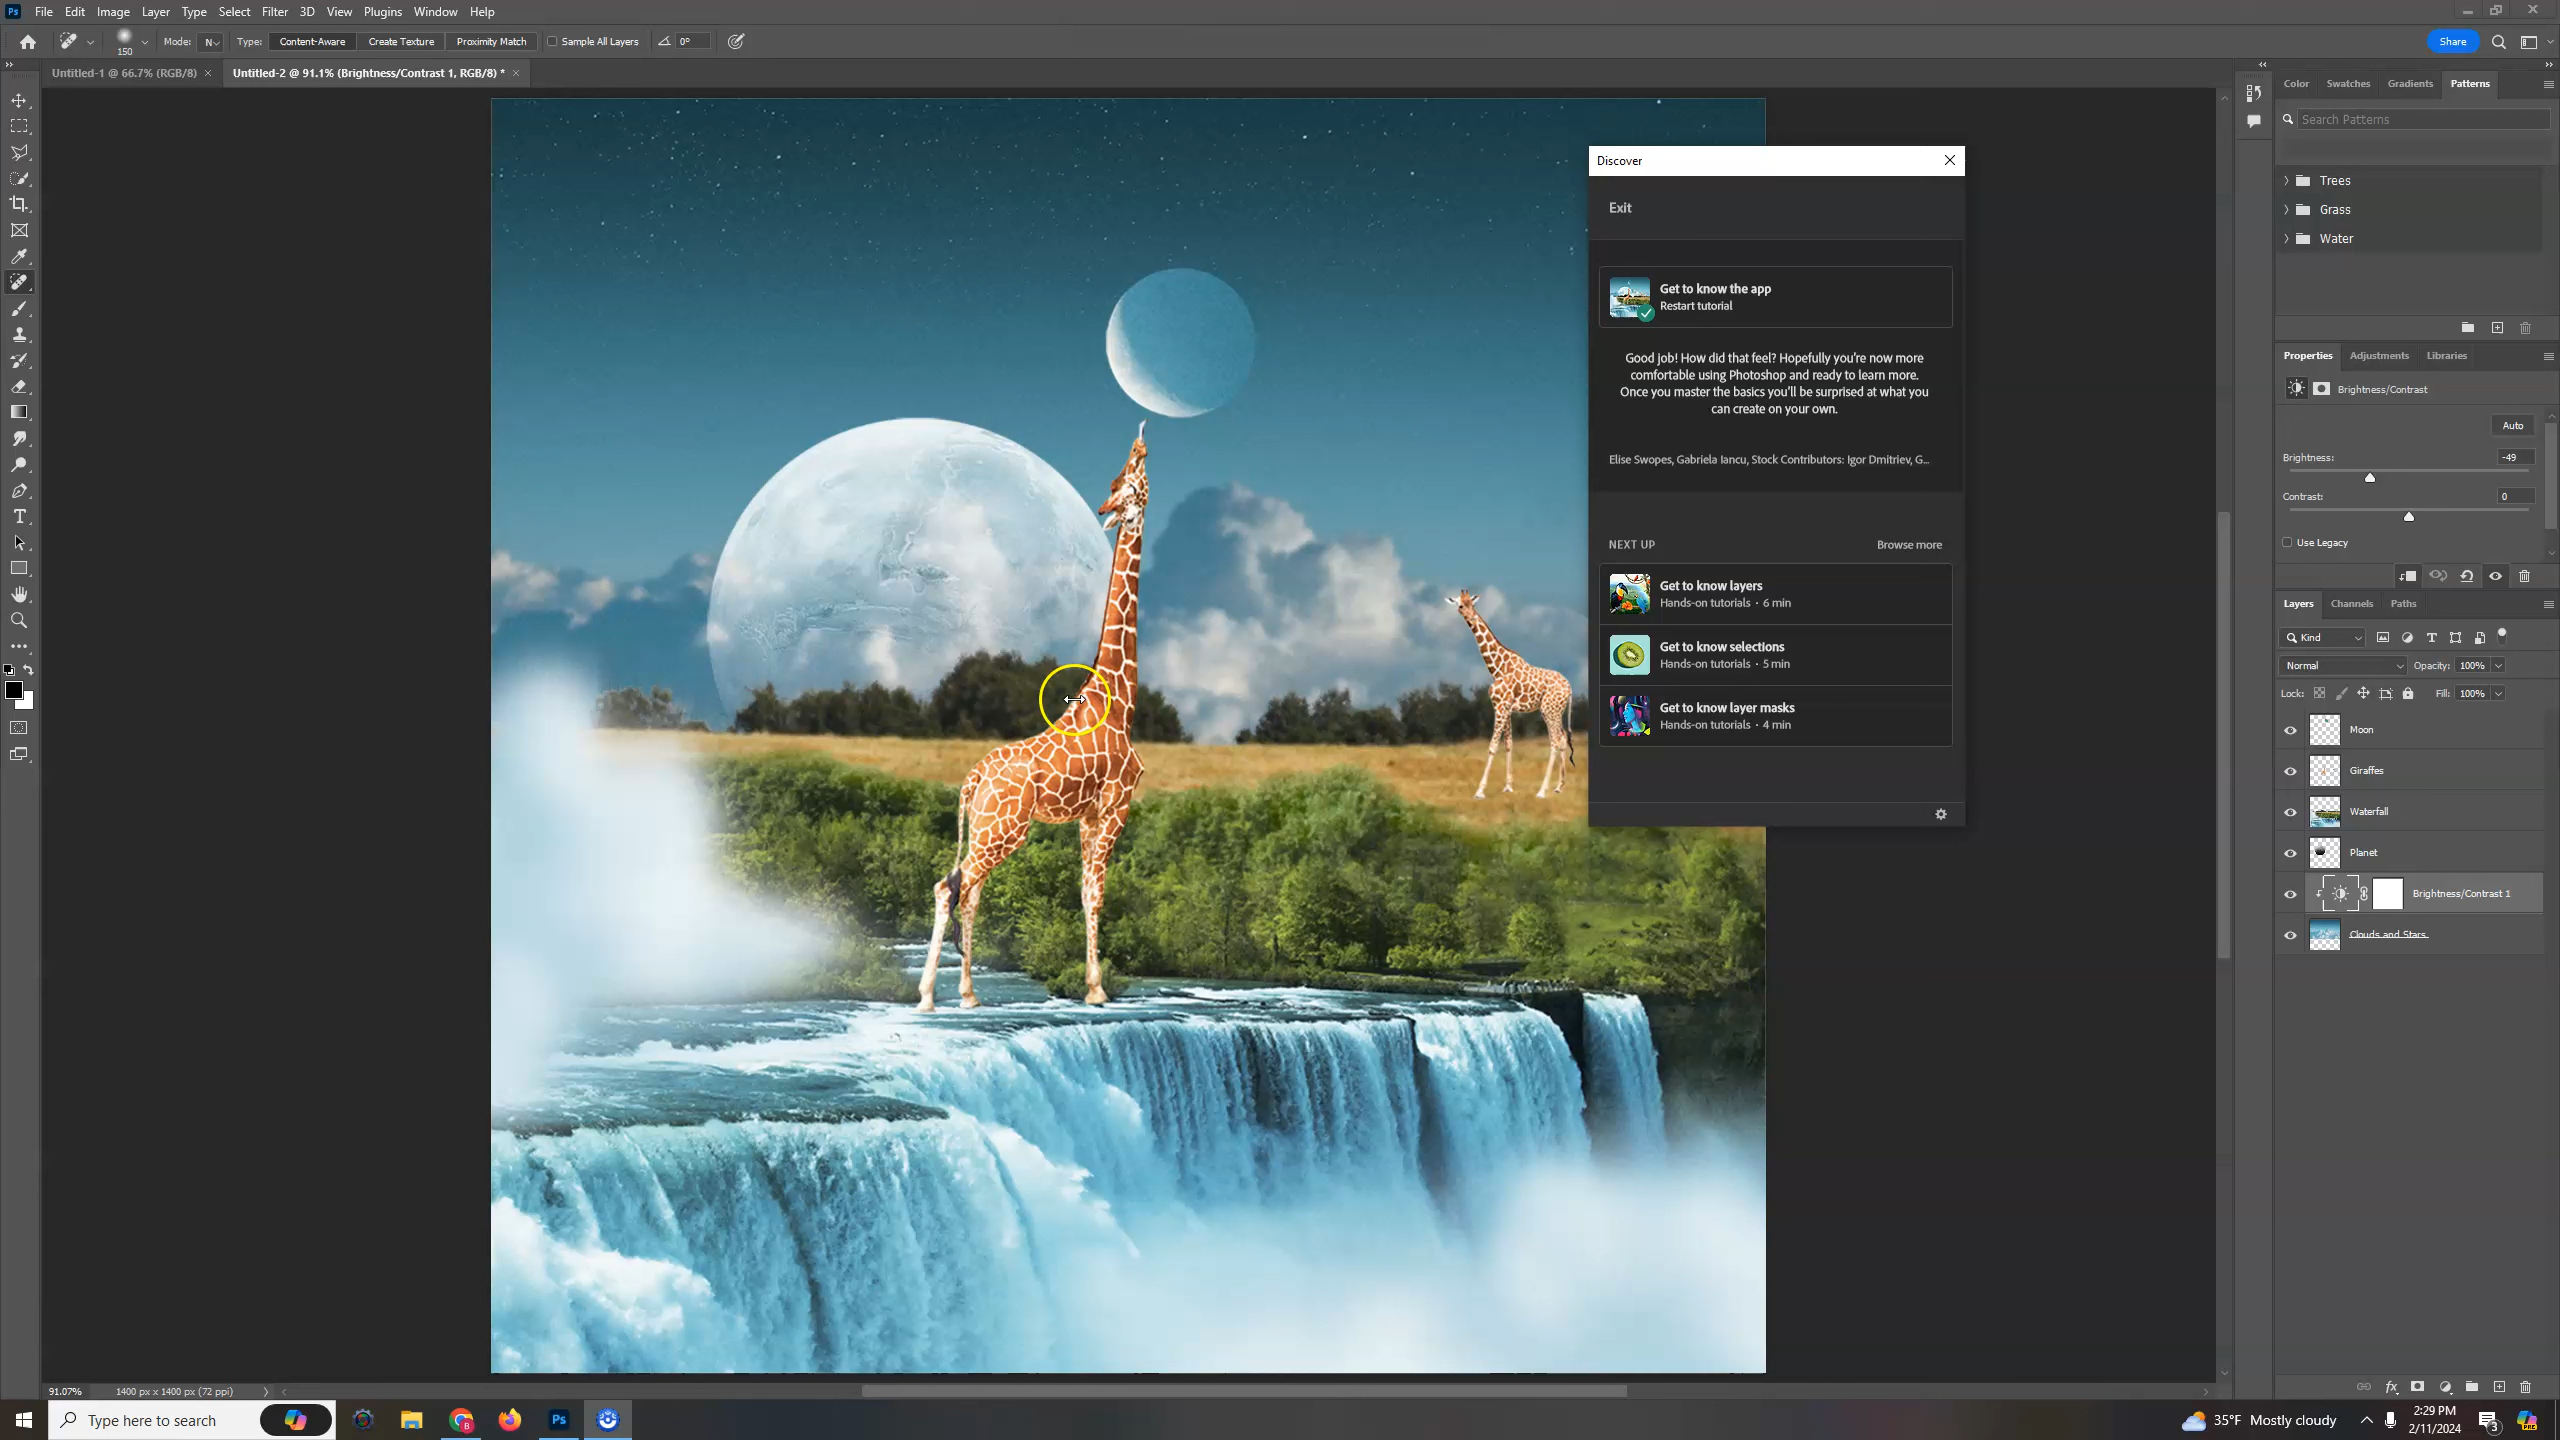 Ps File Edit Image Layer Type Select Filter 3D View Plugins Window Help
150 Mode: N Type: Content-Aware Create Texture Proximity Match Sample All Layers 0° Share
Untitled-1 @ 66.7% (RGB/8) × Untitled-2 @ 91.1% (Brightness/Contrast 1, RGB/8) * ×
Color Swatches Gradients Patterns
Search Patterns
Trees
Grass
Water
Discover
Exit
Get to know the app
Restart tutorial
Good job! How did that feel? Hopefully you're now more
comfortable using Photoshop and ready to learn more.
Once you master the basics you'll be surprised at what you
can create on your own.
Elise Swopes, Gabriela Iancu, Stock Contributors: Igor Dmitriev, G...
NEXT UP Browse more
Get to know layers
Hands-on tutorials • 6 min
Get to know selections
Hands-on tutorials • 5 min
Get to know layer masks
Hands-on tutorials • 4 min
Properties Adjustments Libraries
Brightness/Contrast
Auto
Brightness: -49
Contrast: 0
Use Legacy
Layers Channels Paths
Kind
Normal Opacity: 100%
Lock: Fill: 100%
Moon
Giraffes
Waterfall
Planet
Brightness/Contrast 1
Clouds and Stars
fx
91.07% 1400 px x 1400 px (72 ppi)
Type here to search B Ps 35°F Mostly cloudy 2:29 PM
2/11/2024 3 PRE